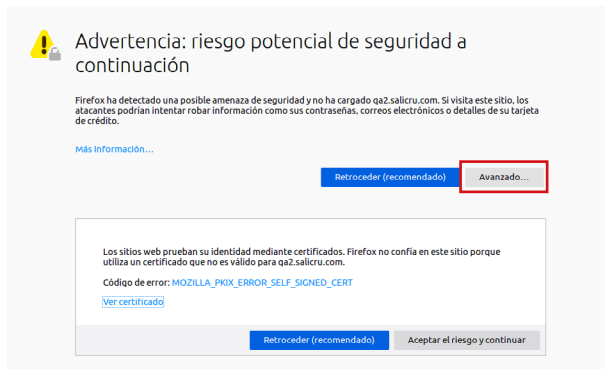 Advertencia: riesgo potencial de seguridad a
continuación
Firefox ha detectado una posible amenaza de seguridad y no ha cargado qa2.salicru.com. Si visita este sitio, los
atacantes podrían intentar robar información como sus contraseñas, correos electrónicos o detalles de su tarjeta
de crédito.
Más información...
Retroceder (recomendado)
Avanzado...
Los sitios web prueban su identidad mediante certificados. Firefox no confía en este sitio porque
utiliza un certificado que no es válido para qa2.salicru.com.
Código de error: MOZILLA_PKIX_ERROR_SELF_SIGNED_CERT
Ver certificado
Retroceder (recomendado)
Aceptar el riesgo y continuar